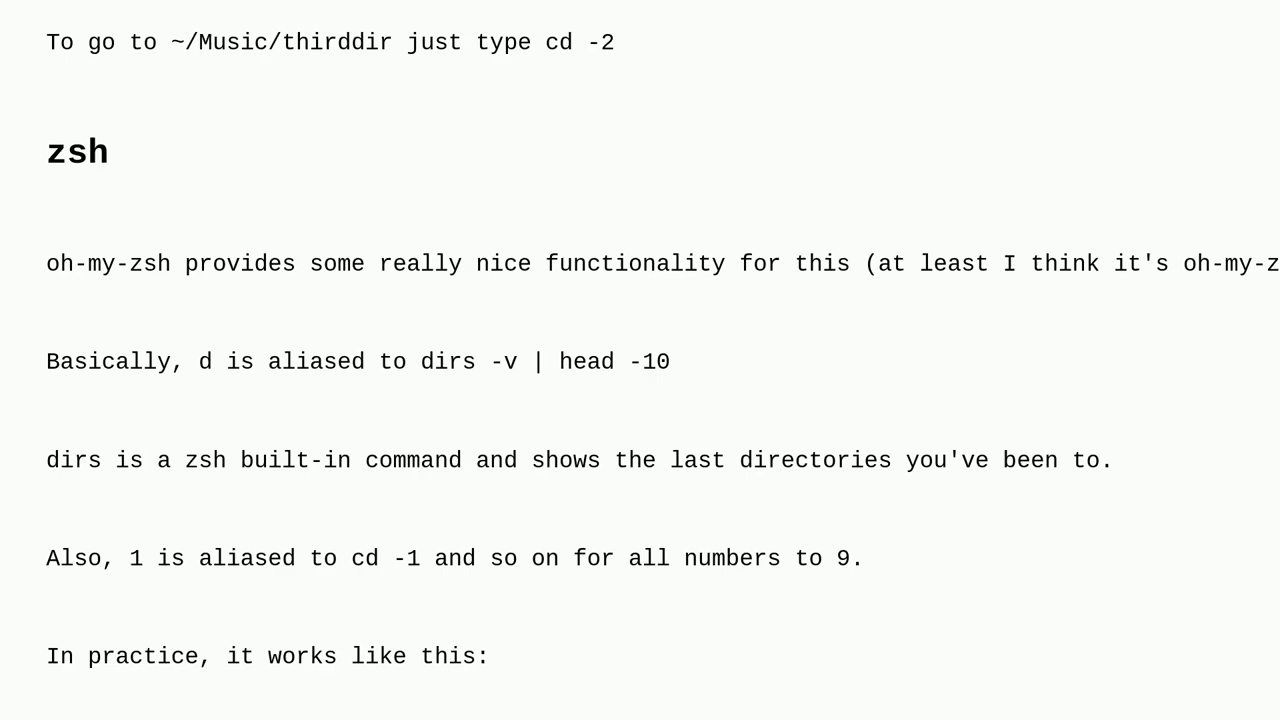 To go to ~/Music/thirddir just type cd -2
zsh
oh-my-zsh provides some really nice functionality for this (at least I think it's oh-my-z
Basically, d is aliased to dirs -v | head -10
dirs is a zsh built-in command and shows the last directories you've been to.
Also, 1 is aliased to cd -1 and so on for all numbers to 9.
In practice, it works like this: